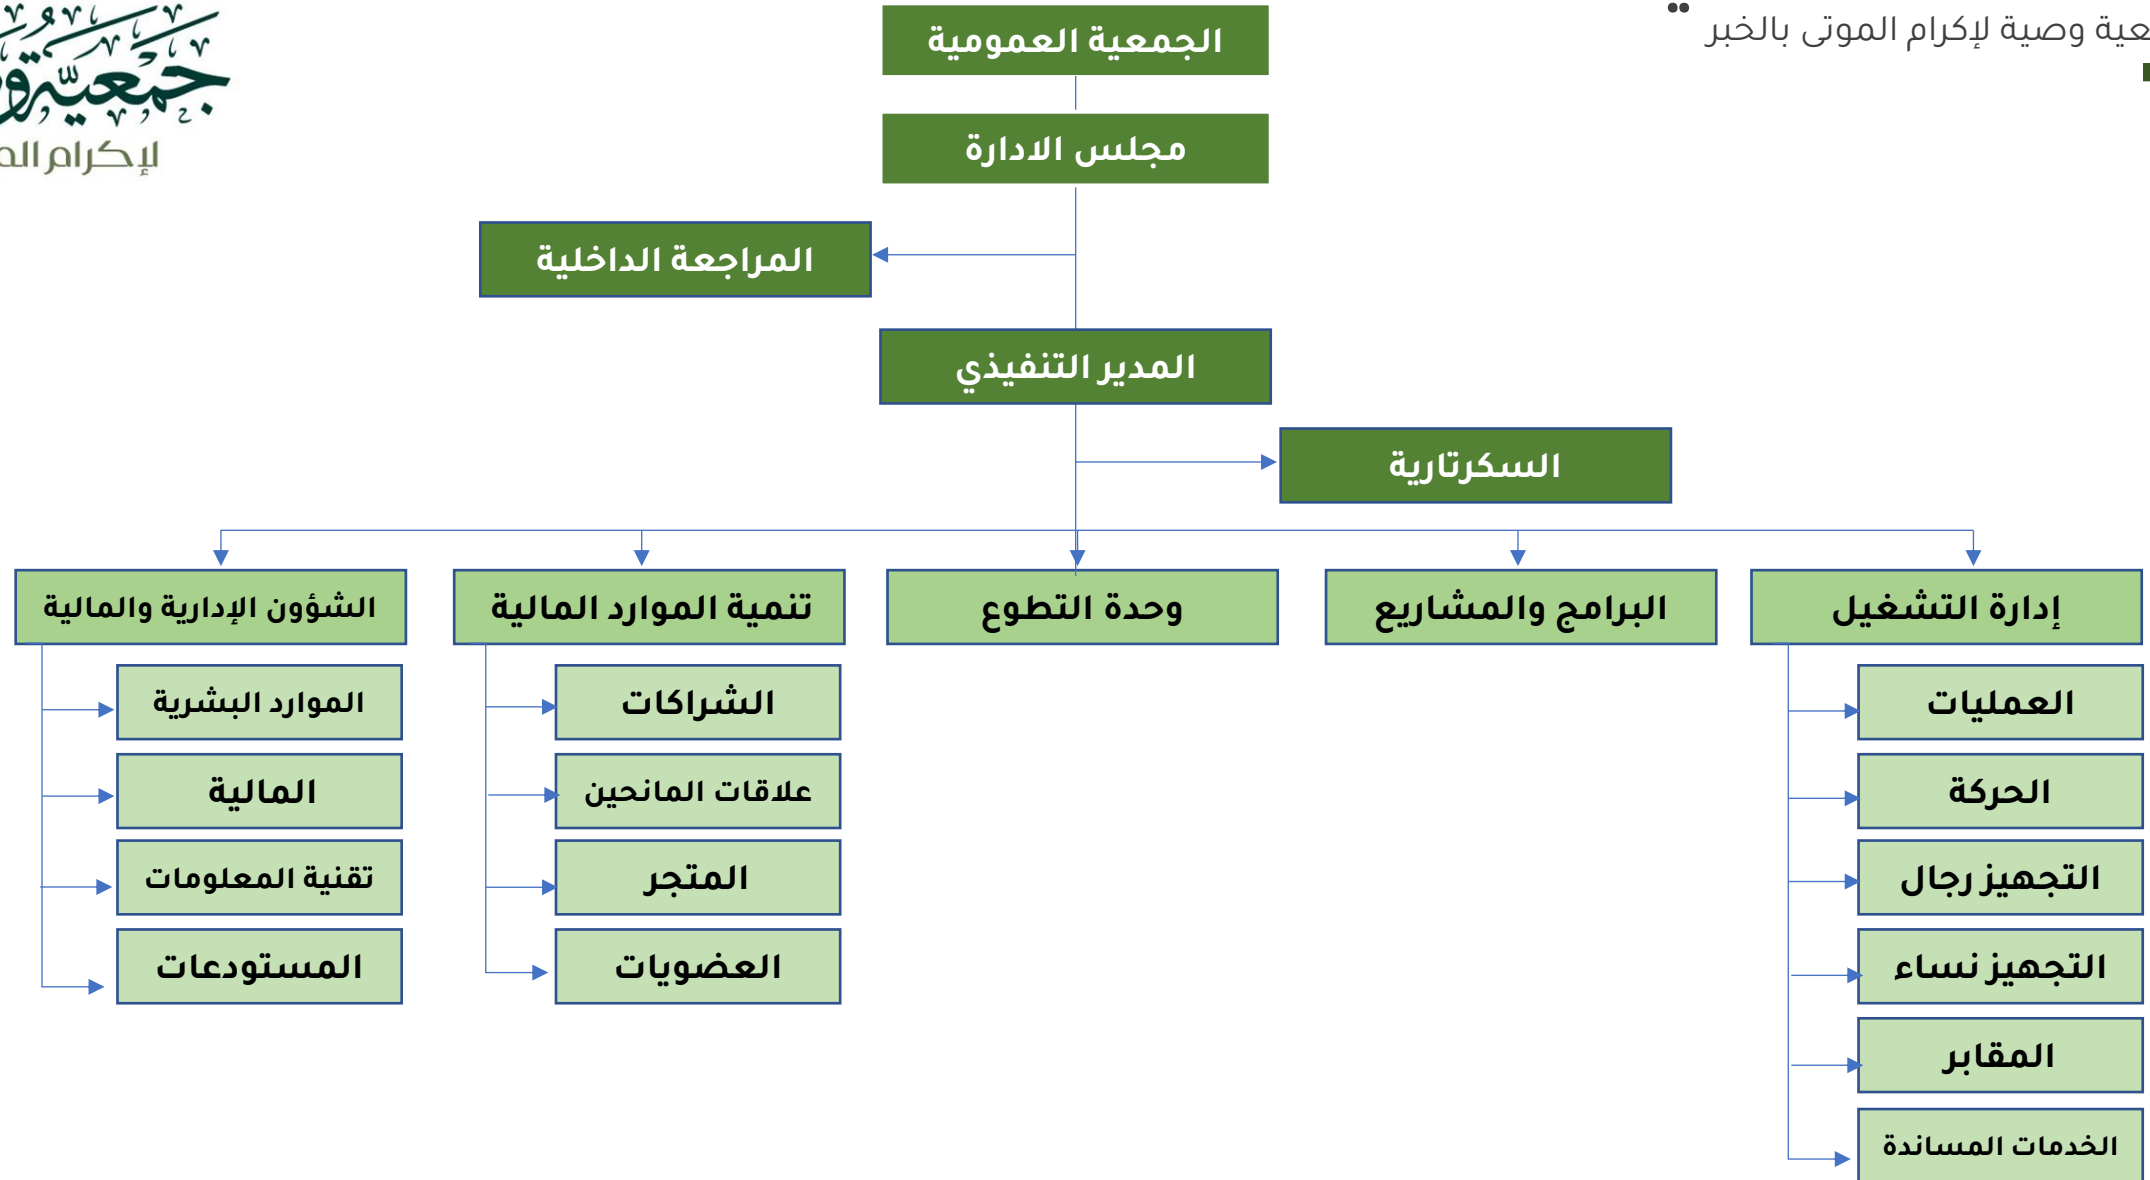 وصية لإكرام الموتى بالخبر
الجمعية العمومية
مجلس الادارة
المراجعة الداخلية
المدير التنفيذي
السكرتارية
إدارة التشغيل
البرامج والمشاريع
وحدة التطوع
تنمية الموارد المالية
الشؤون الإدارية والمالية
العمليات
الحركة
التجهيز رجال
التجهيز نساء
المقابر
الخدمات المساندة
الشراكات
علاقات المانحين
المتجر
العضويات
الموارد البشرية
المالية
تقنية المعلومات
المستودعات
جمعية
لإكرام